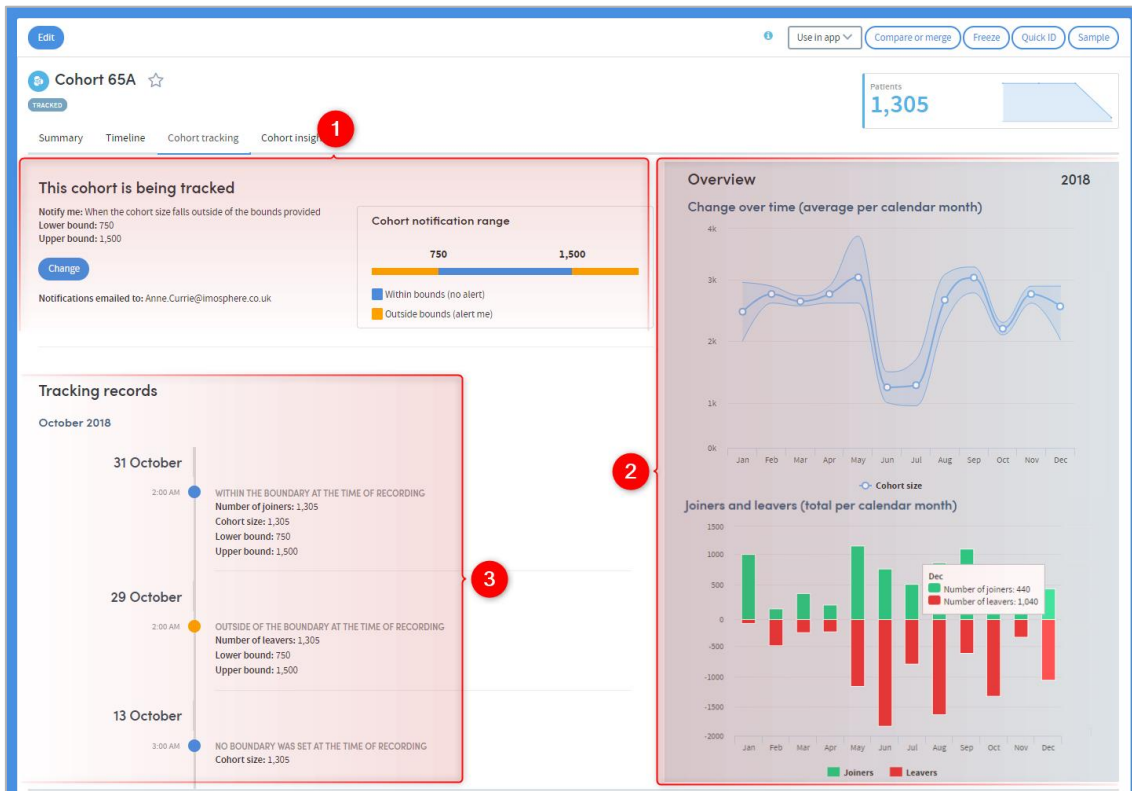 Edit
Use in app
Compare or merge
Freeze
Quick ID
Sample
Cohort 65A
TRACKED
Patients
1,305
Summary
Timeline
Cohort tracking
Cohort
1
This cohort is being tracked
Notify me: When the cohort size falls outside of the bounds provided
Lower bound: 750
Upper bound: 1,500
Change
Notifications emailed to: Anne.Currie@imosphere.co.uk
Cohort notification range
750 1,500
Within bounds (no alert)
Outside bounds (alert me)
Tracking records
October 2018
31 October
2:00 AM
WITHIN THE BOUNDARY AT THE TIME OF RECORDING
Number of joiners: 1,305
Cohort size: 1,305
Lower bound: 750
Upper bound: 1,500
29 October
2:00 AM
OUTSIDE OF THE BOUNDARY AT THE TIME OF RECORDING
Number of leavers: 1,305
Lower bound: 750
Upper bound: 1,500
13 October
3:00 AM
NO BOUNDARY WAS SET AT THE TIME OF RECORDING
Cohort size: 1,305
3
2
Overview 2018
Change over time (average per calendar month)
4k
3k
2k
1k
0k
Jan Feb Mar Apr May Jun Jul Aug Sep Oct Nov Dec
Cohort size
Joiners and leavers (total per calendar month)
1500
1000
500
0
-500
-1000
-1500
-2000
Dec
Number of joiners: 440
Number of leavers: 1,040
Jan Feb Mar Apr May Jun Jul Aug Sep Oct Nov Dec
Joiners Leavers